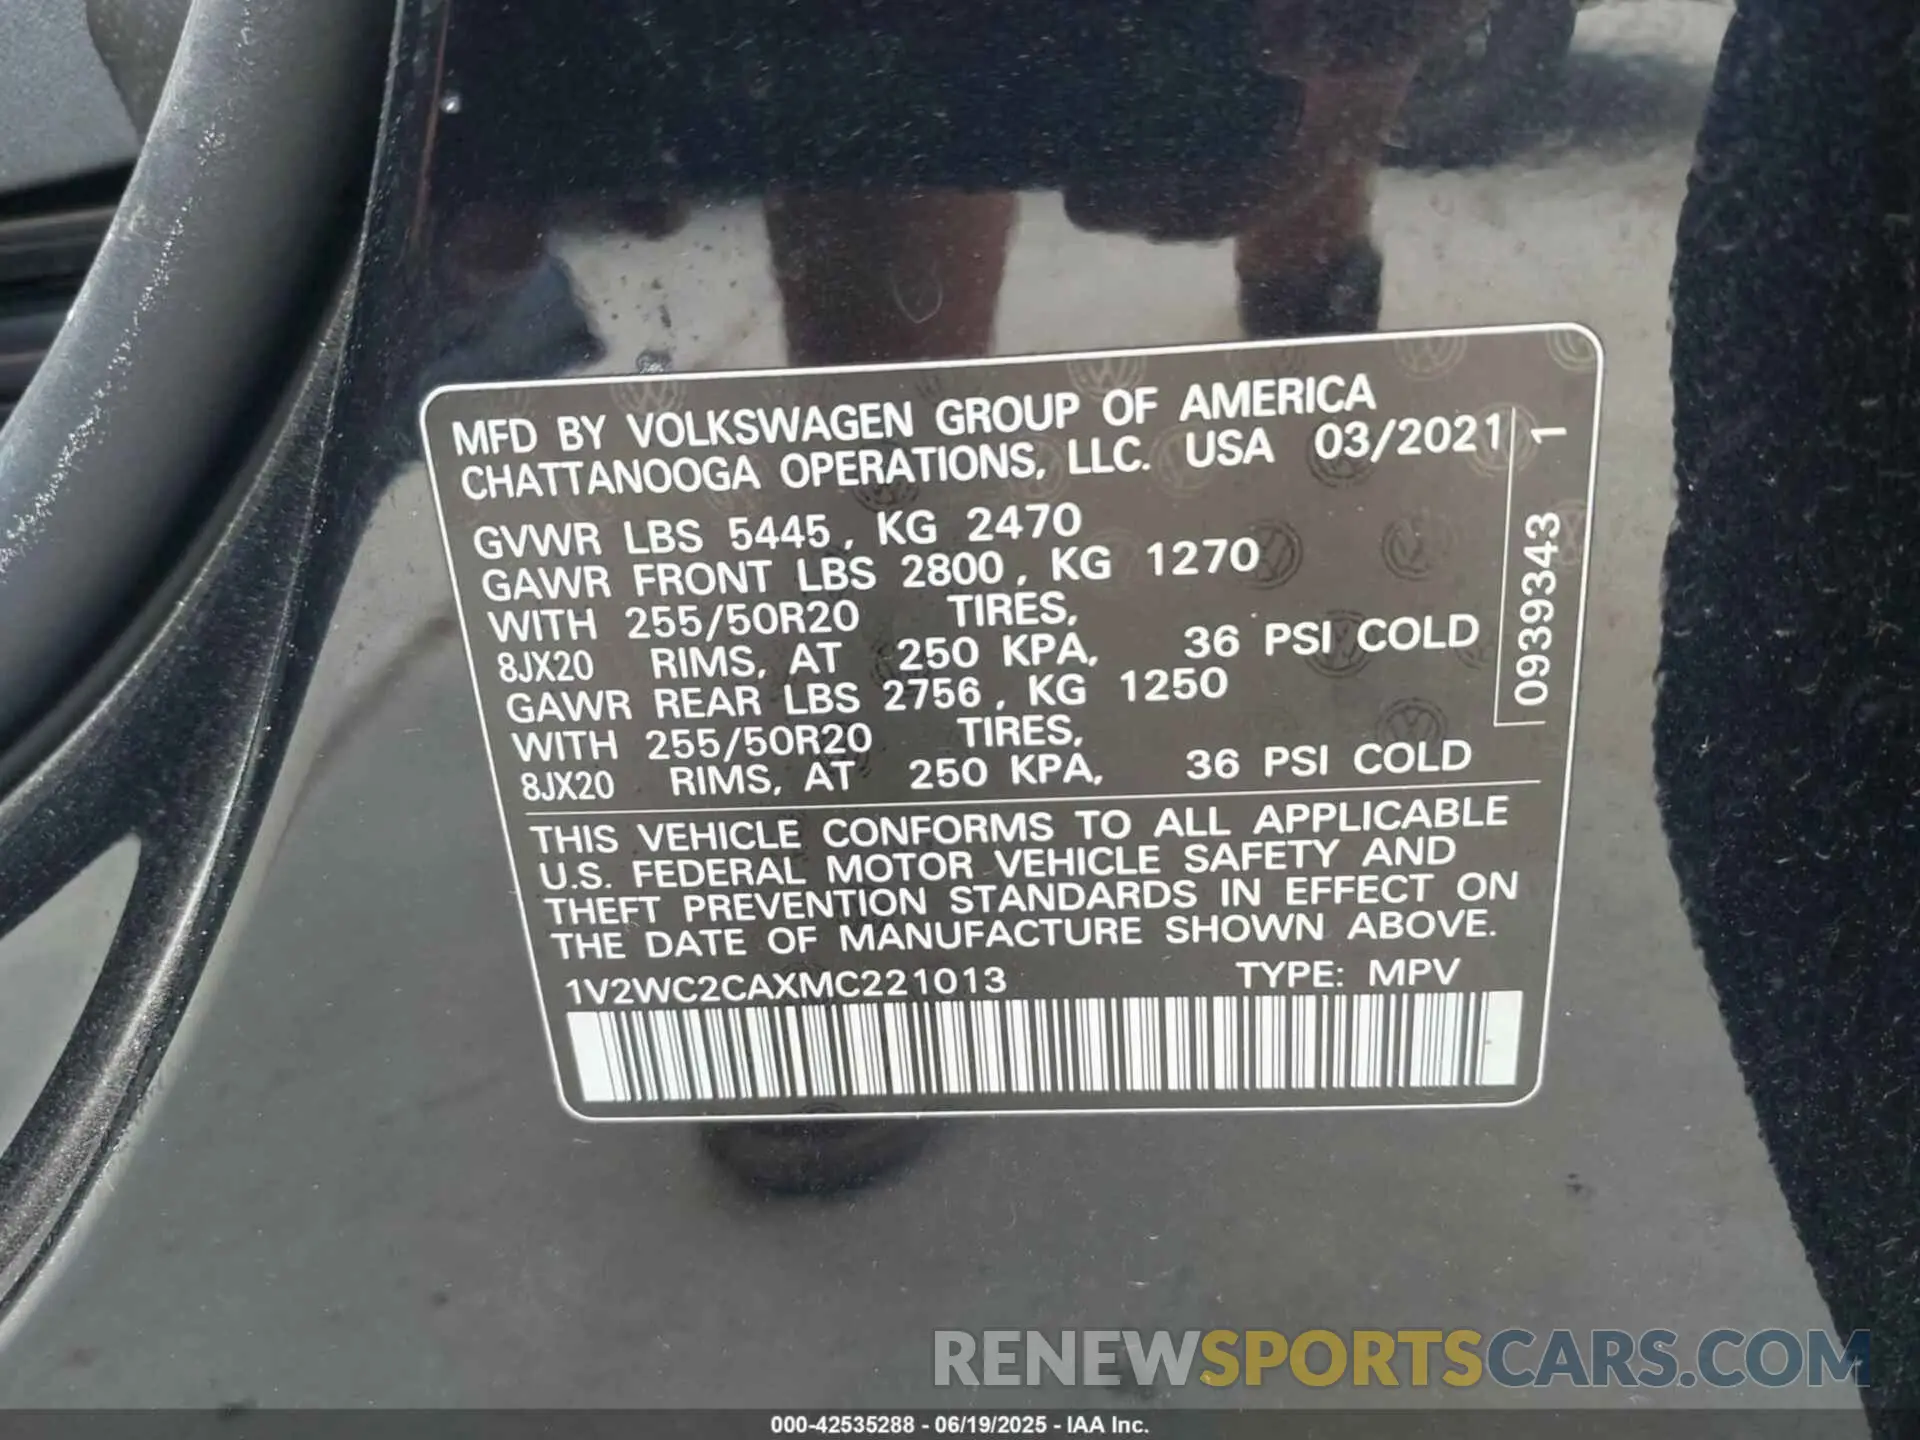 MFD BY VOLKSWAGEN GROUP OF AMERICA
CHATTANOOGA OPERATIONS, LLC. USA 03/2021
GVWR LBS 5445, KG 2470
GAWR FRONT LBS 2800, KG 1270
WITH 255/50R20 TIRES,
8JX20 RIMS, AT 250 KPA, 36 PSI COLD
GAWR REAR LBS 2756, KG 1250
WITH 255/50R20 TIRES,
8JX20 RIMS, AT 250 KPA, 36 PSI COLD
0939343 1
THIS VEHICLE CONFORMS TO ALL APPLICABLE
U.S. FEDERAL MOTOR VEHICLE SAFETY AND
THEFT PREVENTION STANDARDS IN EFFECT ON
THE DATE OF MANUFACTURE SHOWN ABOVE.
1V2WC2CAXMC221013 TYPE: MPV
RENEWSPORTSCARS.COM
000-42535288 - 06/19/2025 - IAA Inc.